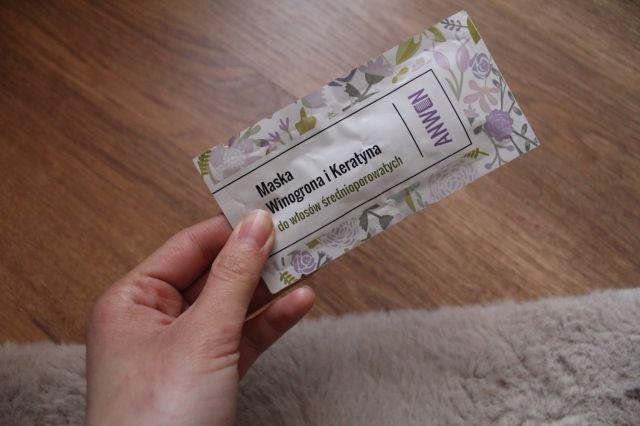 Maska
Winogrona i Keratyna
do włosów średnioporowatych
ANWEN